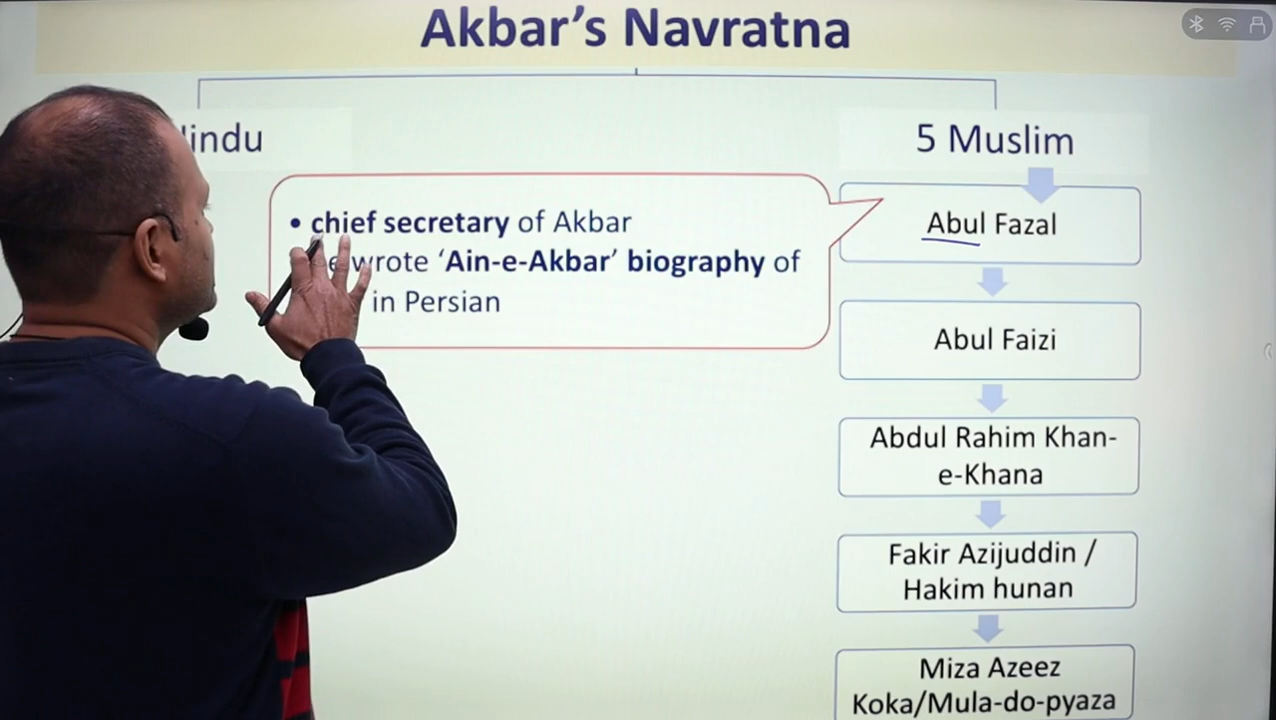 Akbar's Navratna
indu
5 Muslim
• chief secretary of Akbar
wrote 'Ain-e-Akbar' biography of
in Persian
Abul Fazal
Abul Faizi
Abdul Rahim Khan-
e-Khana
Fakir Azijuddin /
Hakim hunan
Miza Azeez
Koka/Mula-do-pyaza